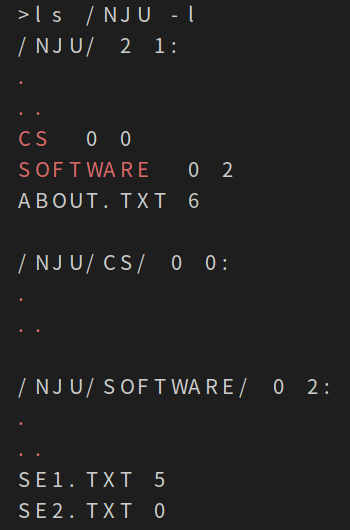 >ls /NJU -l
/NJU/ 2 1:
.
..
CS 0 0
SOFTWARE 0 2
ABOUT.TXT 6
/NJU/CS/ 0 0:
.
..
/NJU/SOFTWARE/ 0 2:
.
..
SE1.TXT 5
SE2.TXT 0